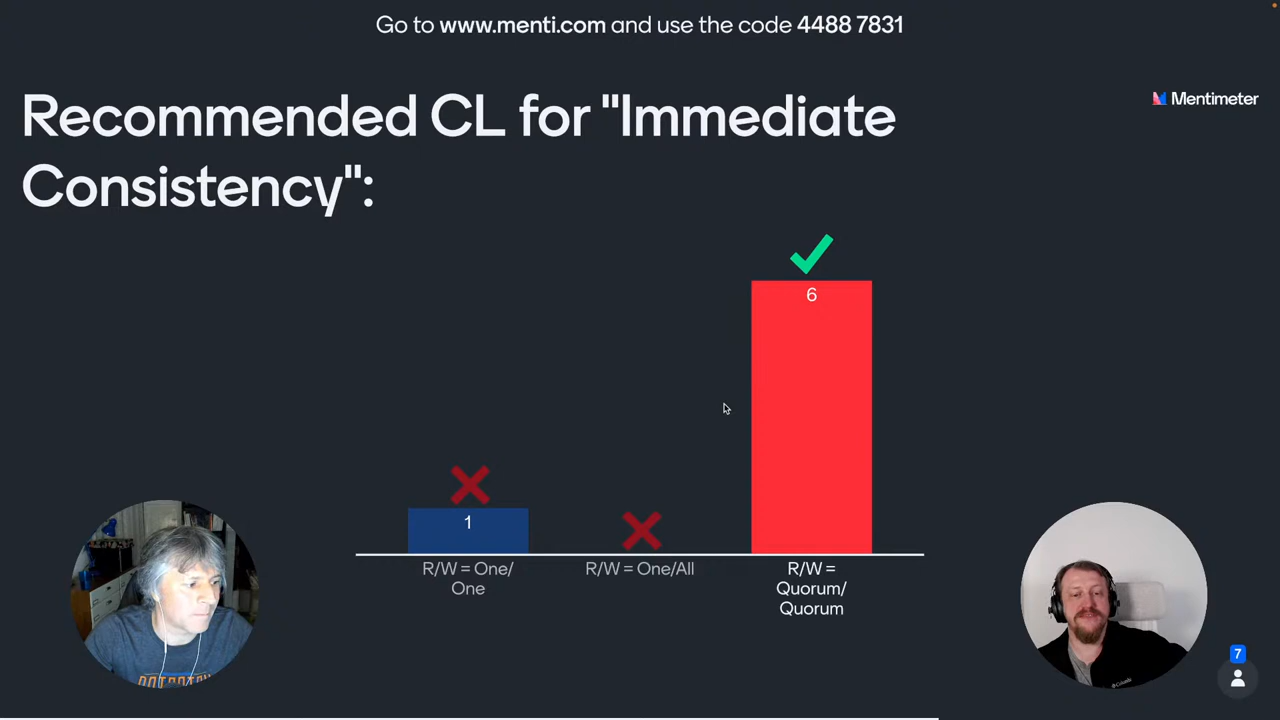 Go to www.menti.com and use the code 4488 7831
Mentimeter
Recommended CL for "Immediate
Consistency":
6
1
R/W = One/
One
R/W = One/All
R/W =
Quorum/
Quorum
7
Columbia